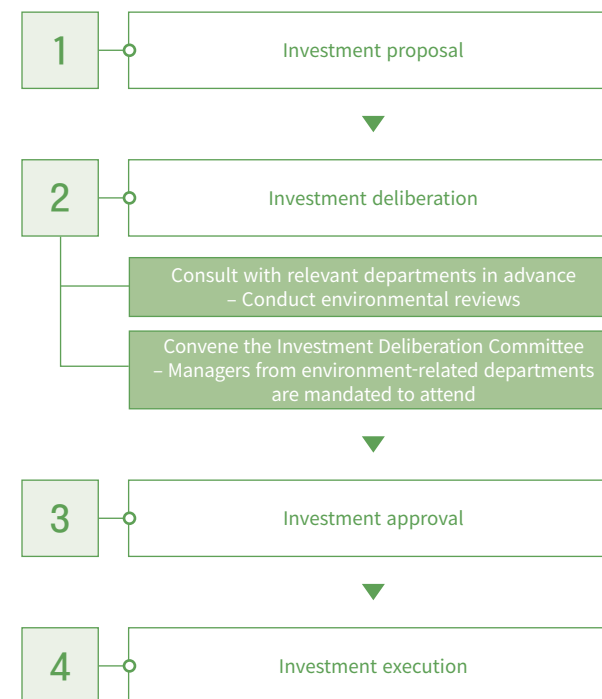 1
Investment proposal
2
Investment deliberation
Consult with relevant departments in advance
– Conduct environmental reviews
Convene the Investment Deliberation Committee
– Managers from environment-related departments
are mandated to attend
3
Investment approval
4
Investment execution